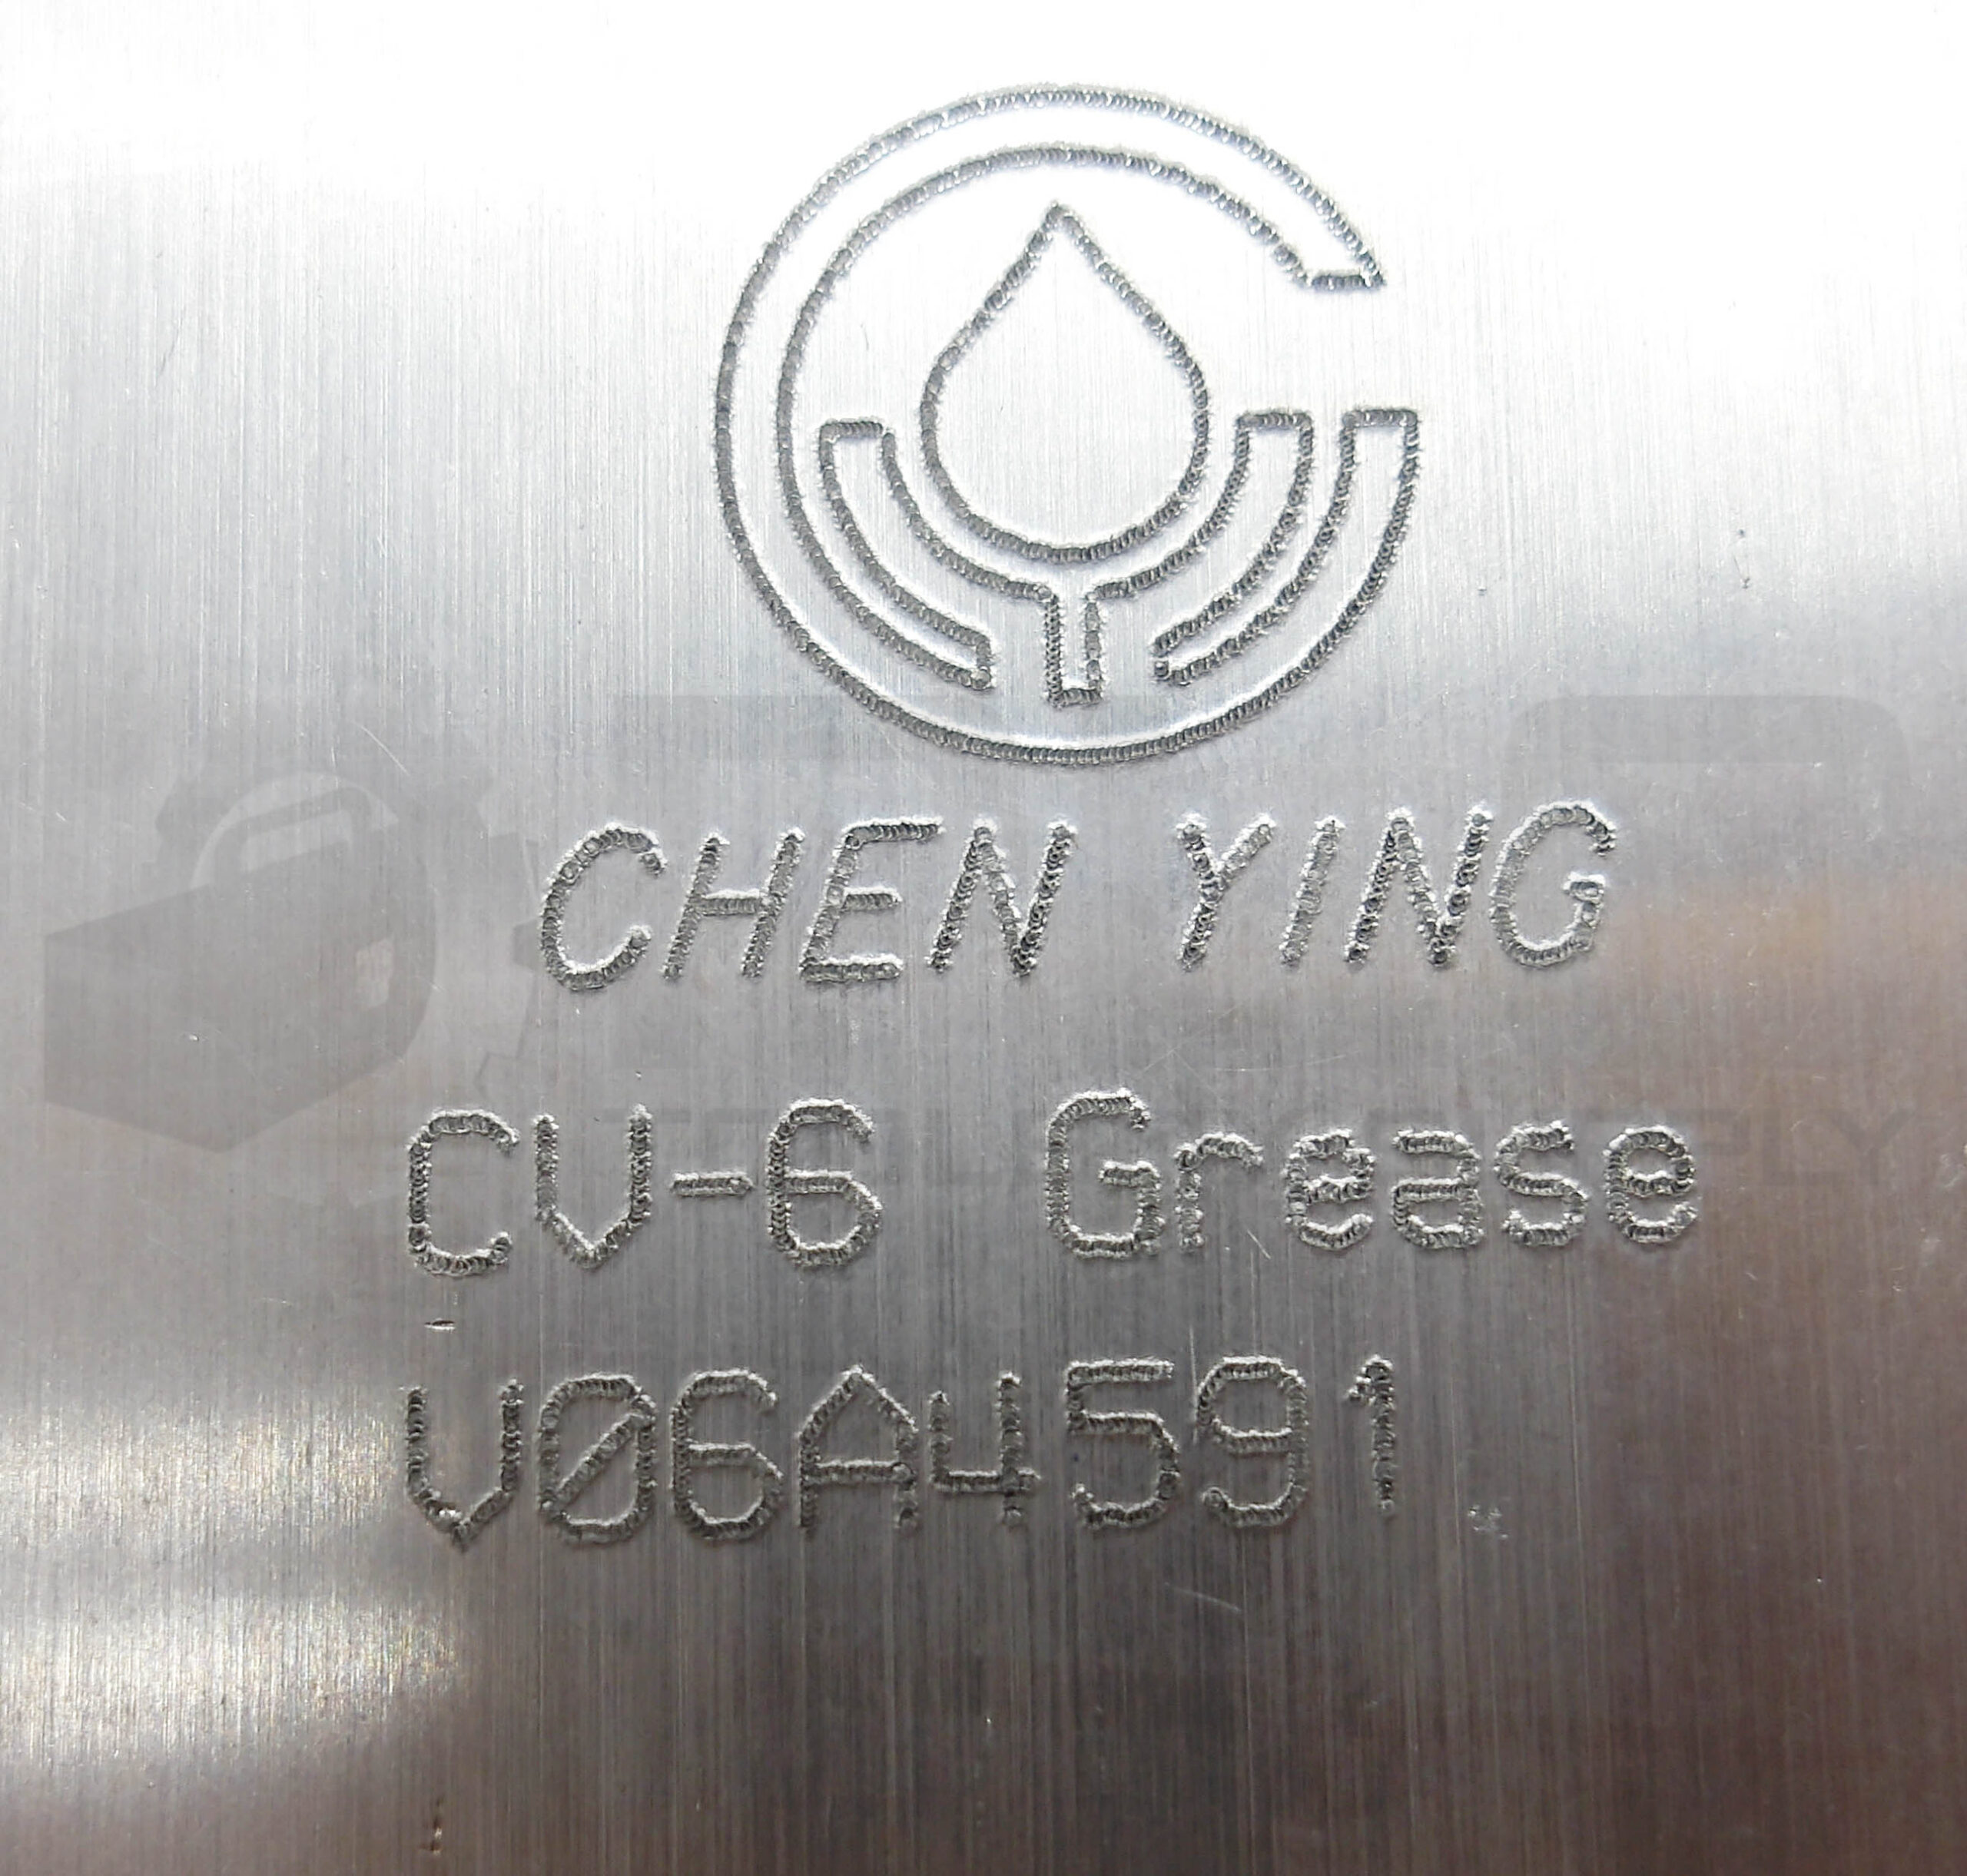 CHEN YING
CV-6 Grease
V06A4591